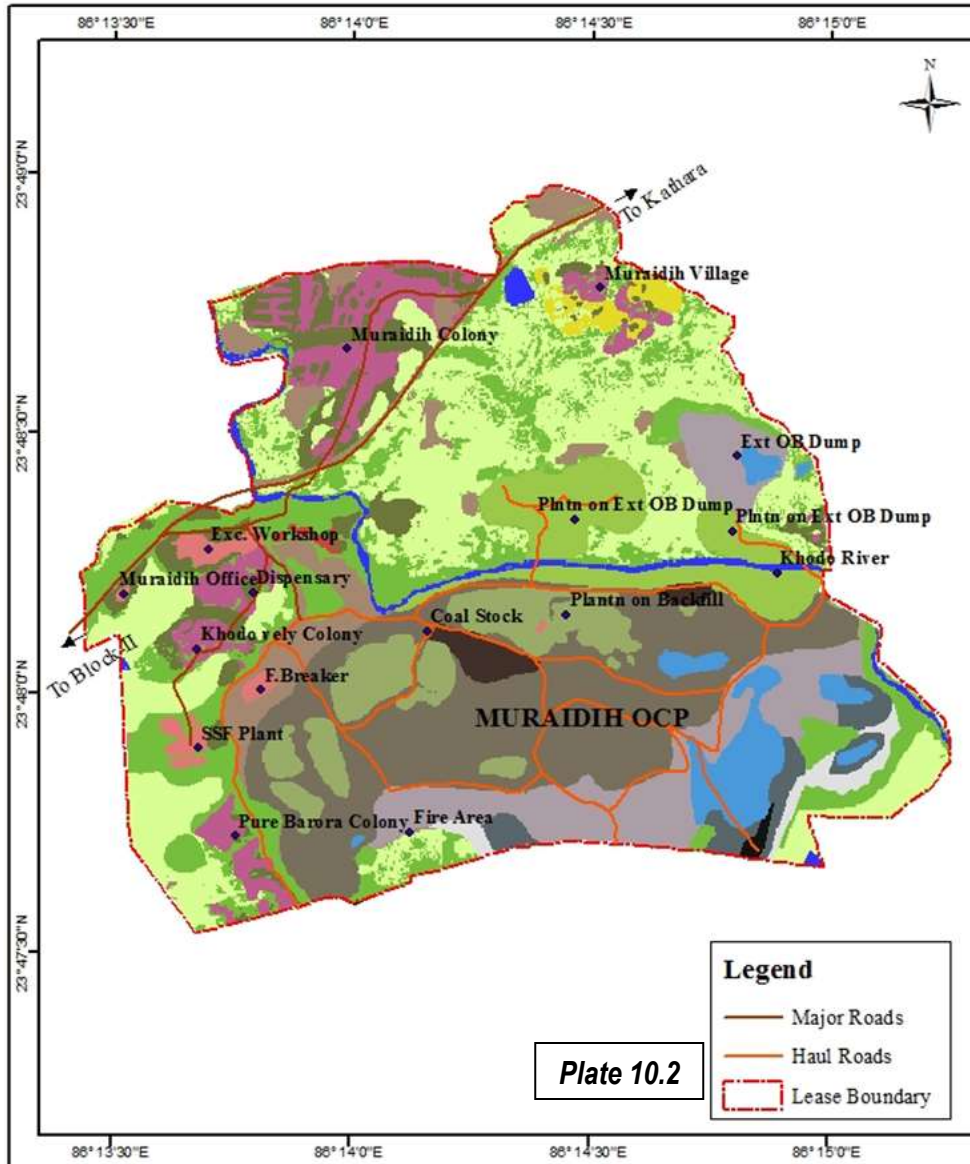 86°13'30"E
86°14'0"E
86°14'30"E
86°15'0"E
N
23°49'0"N
To Kathara
Muraidih Village
Muraidih Colony
23°48'30"N
Ext OB Dump
Plntn on Ext OB Dump
Plntn on Ext OB Dump
Exc. Workshop
Khodo River
Muraidih Office
Dispensary
Plantn on Backfill
Coal Stock
Khodovely Colony
To Block-II
23°48'0"N
F.Breaker
MURAIDIH OCP
SSF Plant
Pure Barora Colony
Fire Area
23°47'30"N
Legend
Major Roads
Haul Roads
Lease Boundary
Plate 10.2
86°13'30"E
86°14'0"E
86°14'30"E
86°15'0"E